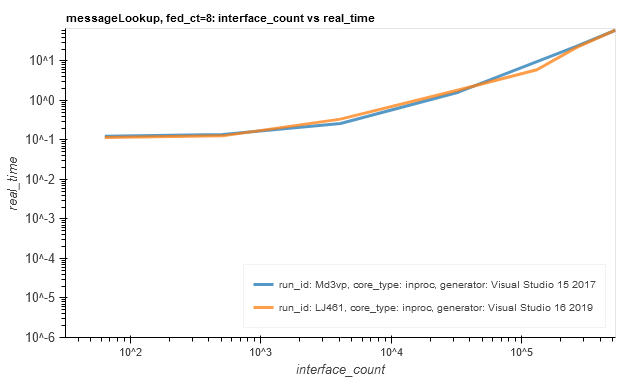 messageLookup, fed_ct=8: interface_count vs real_time
10^1
10^0
10^-1
10^-2
10^-3
10^-4
10^-5
10^-6
real_time
run_id: Md3vp, core_type: inproc, generator: Visual Studio 15 2017
run_id: LJ461, core_type: inproc, generator: Visual Studio 16 2019
10^2
10^3
10^4
10^5
interface_count